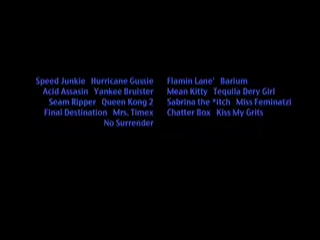 Speed Junkie Hurricane Gussie
Acid Assasin Yankee Bruister
Seam Ripper Queen Kong 2
Final Destination Mrs, Timex
No Surrender
Flamin Lane' Barium
Mean Kitty Tequila Dery Girl
Sabrina the *itch Miss Feminatzi
Chatter Box Kiss My Grits